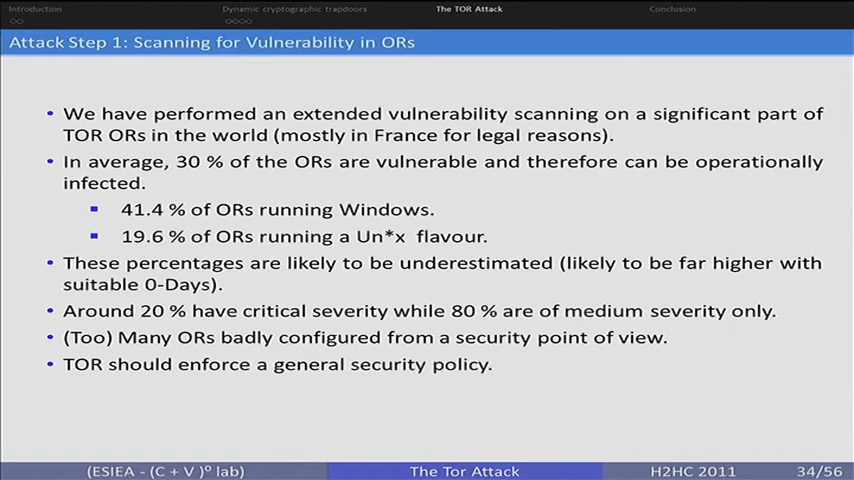 Introduction Dynamic cryptographic trapdoors The TOR Attack Conclusion
Attack Step 1: Scanning for Vulnerability in ORs
• We have performed an extended vulnerability scanning on a significant part of
TOR ORs in the world (mostly in France for legal reasons).
• In average, 30 % of the ORs are vulnerable and therefore can be operationally
infected.
▪ 41.4 % of ORs running Windows.
▪ 19.6 % of ORs running a Un*x flavour.
• These percentages are likely to be underestimated (likely to be far higher with
suitable 0-Days).
• Around 20 % have critical severity while 80 % are of medium severity only.
• (Too) Many ORs badly configured from a security point of view.
• TOR should enforce a general security policy.
(ESIEA - (C + V )º lab) The Tor Attack H2HC 2011 34/56